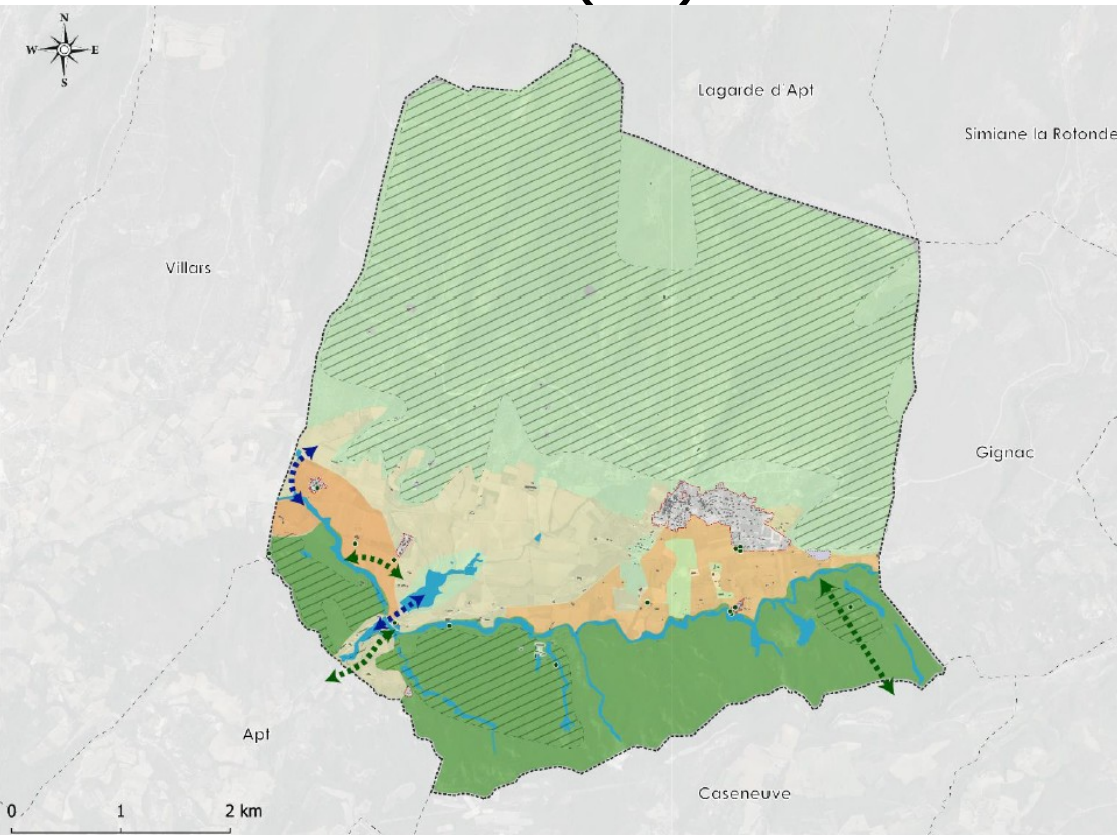 N
W E
S
Lagarde d'Apt
Simiane la Rotonde
Villars
Gignac
Apt
Caseneuve
0 1 2 km